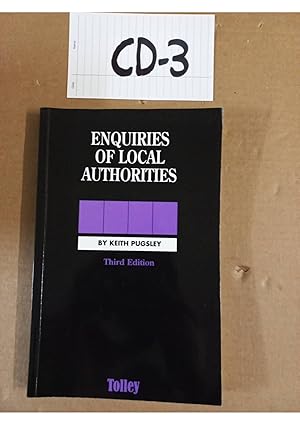 CD-3
ENQUIRIES
OF LOCAL
AUTHORITIES
BY KEITH PUGSLEY
Third Edition
Tolley